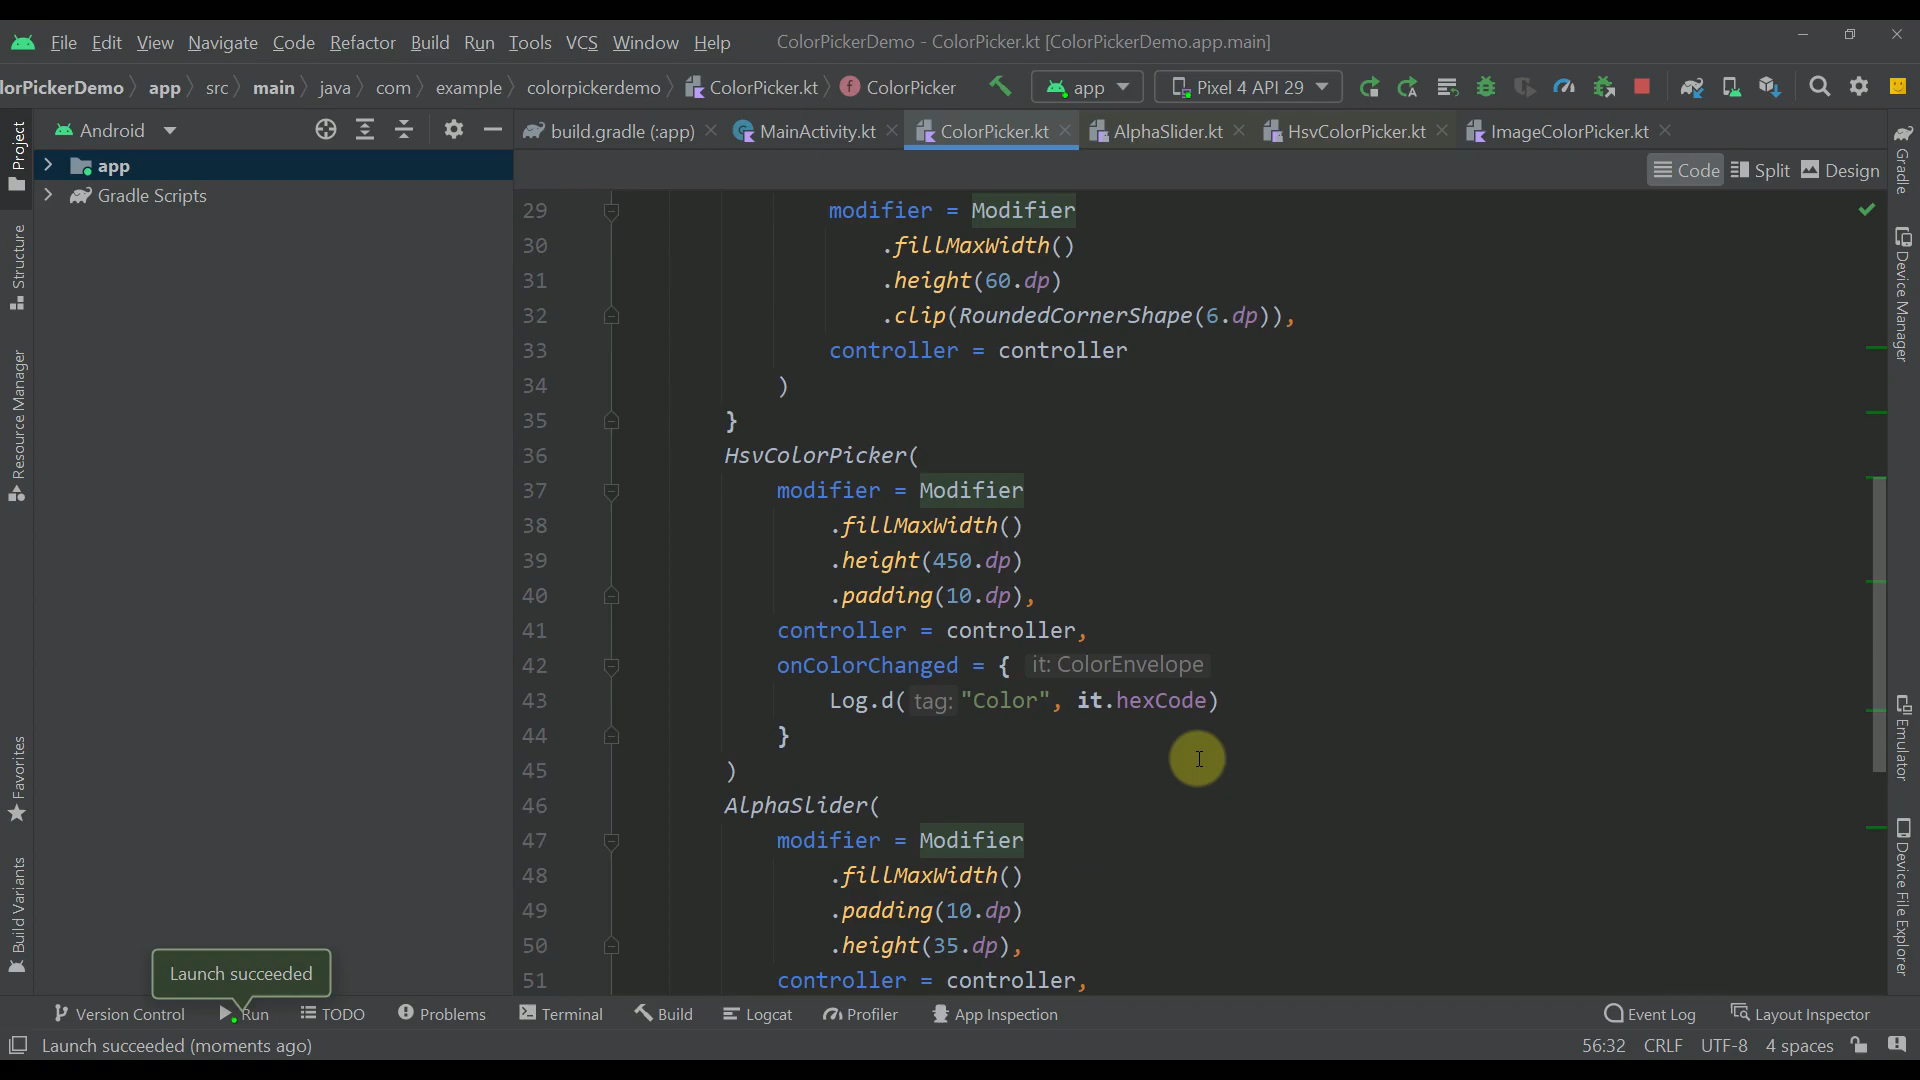 File Edit View Navigate Code Refactor Build Run Tools VCS Window Help ColorPickerDemo - ColorPicker.kt [ColorPickerDemo.app.main]
lorPickerDemo app src main java com example colorpickerdemo ColorPicker.kt ColorPicker app Pixel 4 API 29
Project
Android
build.gradle (:app) MainActivity.kt ColorPicker.kt AlphaSlider.kt HsvColorPicker.kt ImageColorPicker.kt
Gradle
app
Code Split Design
Gradle Scripts
Structure
Resource Manager
Favorites
Build Variants
29 modifier = Modifier
30 .fillMaxWidth()
31 .height(60.dp)
32 .clip(RoundedCornerShape(6.dp)),
33 controller = controller
34 )
35 }
36 HsvColorPicker(
37 modifier = Modifier
38 .fillMaxWidth()
39 .height(450.dp)
40 .padding(10.dp),
41 controller = controller,
42 onColorChanged = { it: ColorEnvelope
43 Log.d( tag: "Color", it.hexCode)
44 }
45 )
46 AlphaSlider(
47 modifier = Modifier
48 .fillMaxWidth()
49 .padding(10.dp)
50 .height(35.dp),
51 controller = controller,
Device Manager
Emulator
Device File Explorer
Launch succeeded
Version Control Run TODO Problems Terminal Build Logcat Profiler App Inspection Event Log Layout Inspector
Launch succeeded (moments ago) 56:32 CRLF UTF-8 4 spaces